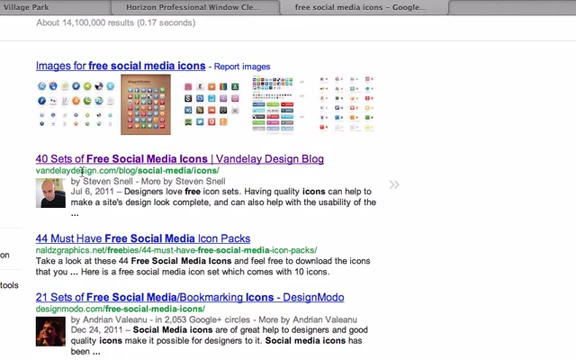 Village Park
Horizon Professional Window Cle...
free social media icons - Google...
About 14,100,000 results (0.17 seconds)
Images for free social media icons - Report images
40 Sets of Free Social Media Icons | Vandelay Design Blog
vandelaydesign.com/blog/social-media/icons/
by Steven Snell - More by Steven Snell
Jul 6, 2011 – Designers love free icon sets. Having quality icons can help to
make a site's design look complete, and can also help with the usability of the
...
44 Must Have Free Social Media Icon Packs
naldzgraphics.net/freebies/44-must-have-free-social-media-icon-packs/
Take a look at these 44 Free Social Media Icons and feel free to download the icons
that you ... Here is a free social media icon set which comes with 10 icons.
on
tools
21 Sets of Free Social Media/Bookmarking Icons - DesignModo
designmodo.com/free-social-media-icons/
by Andrian Valeanu - in 2,053 Google+ circles - More by Andrian Valeanu
Dec 24, 2011 – Social Media icons are of great help to designers and good
quality icons make it possible for designers to it. Social media icons has
been ...